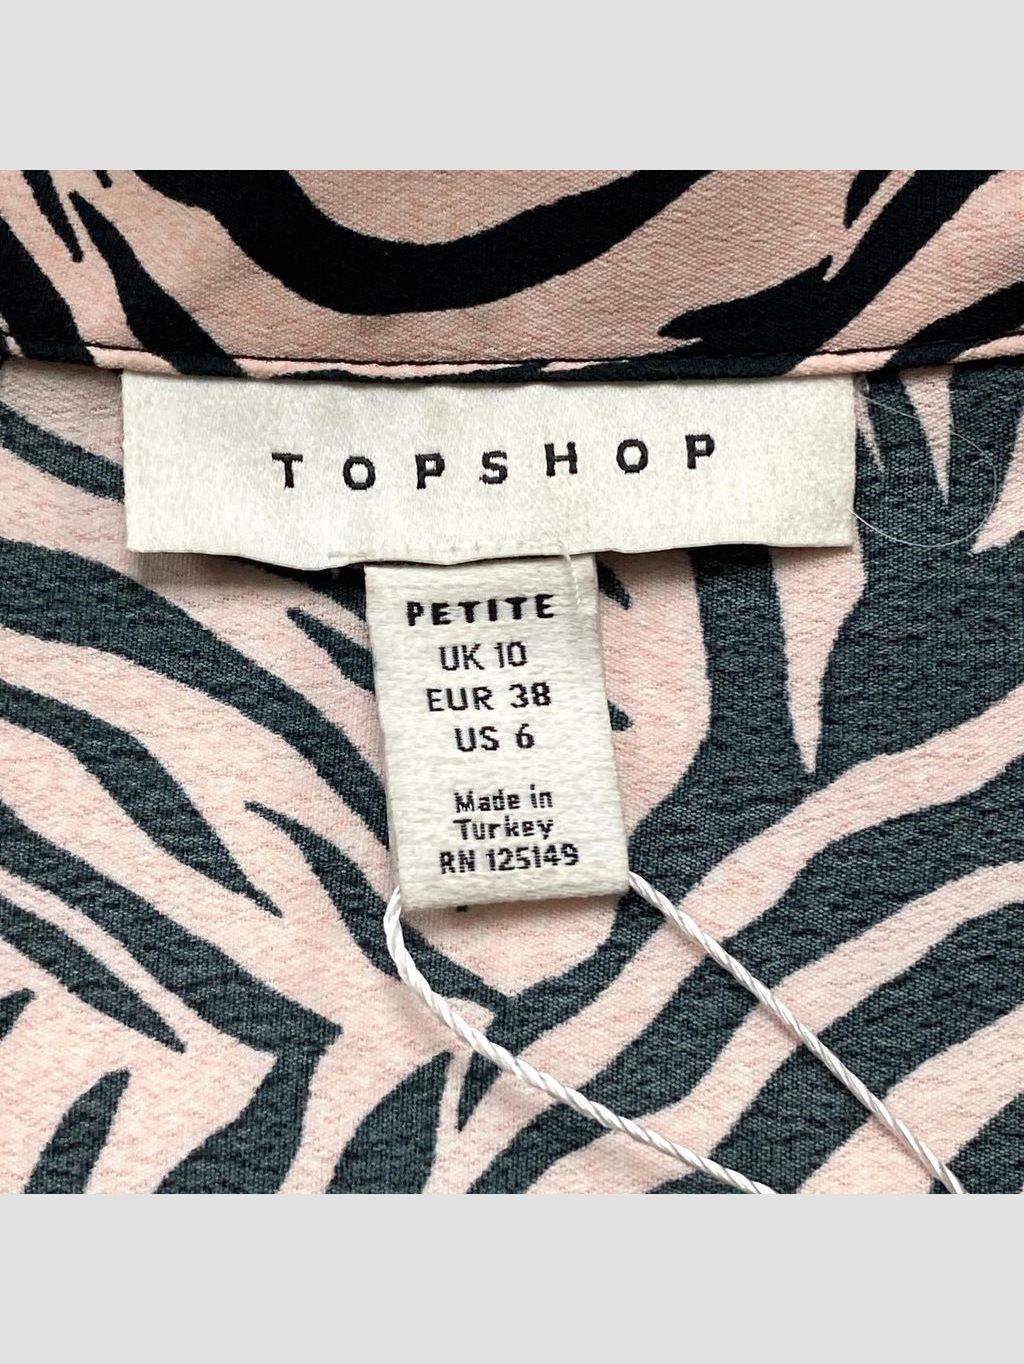 TOPSHOP
PETITE
UK 10
EUR 38
US 6
Made in
Turkey
RN 125149